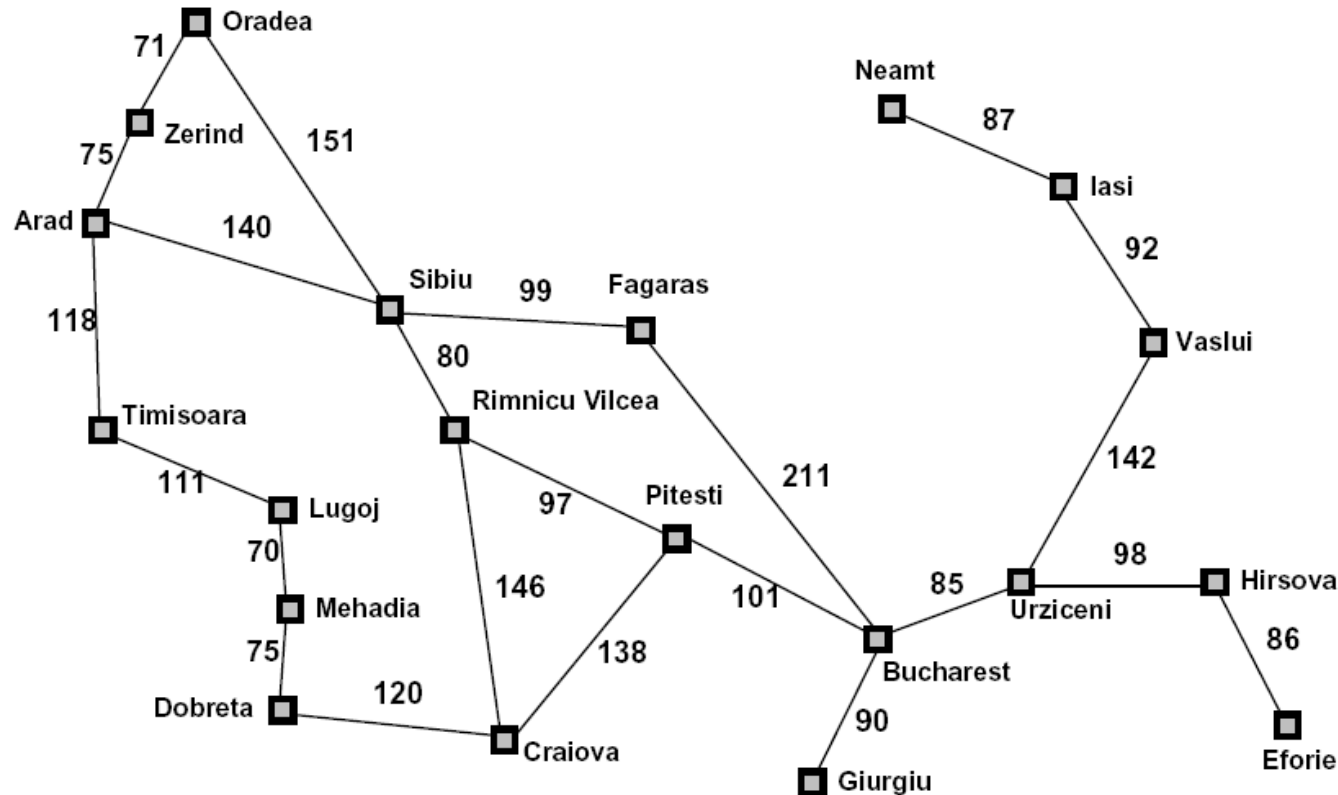 Oradea
71
Neamt
87
Zerind
151
75
Iasi
Arad
140
92
Sibiu
Fagaras
99
118
Vaslui
80
Rimnicu Vilcea
Timisoara
142
111
211
Lugoj
97
Pitesti
70
98
Hirsova
146
85
Mehadia
101
Urziceni
75
138
86
Bucharest
120
Dobreta
90
Craiova
Eforie
Giurgiu